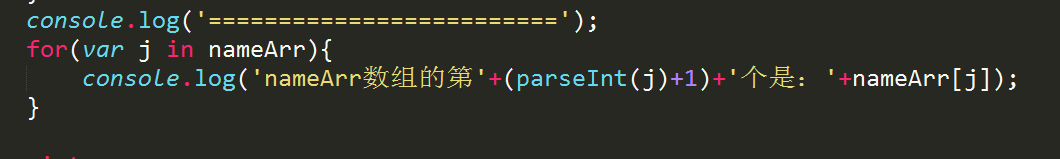 console.log('==========================');
for(var j in nameArr){
    console.log('nameArr数组的第'+(parseInt(j)+1)+'个是：'+nameArr[j]);
}